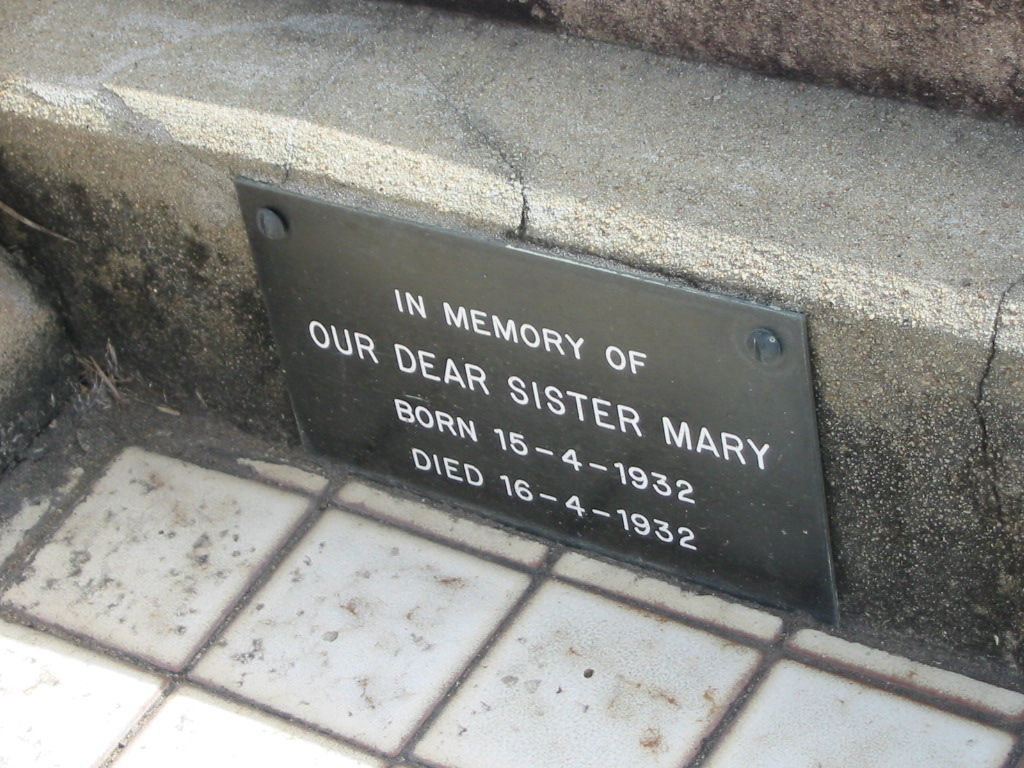 IN MEMORY OF
OUR DEAR SISTER MARY
BORN 15-4-1932
DIED 16-4-1932